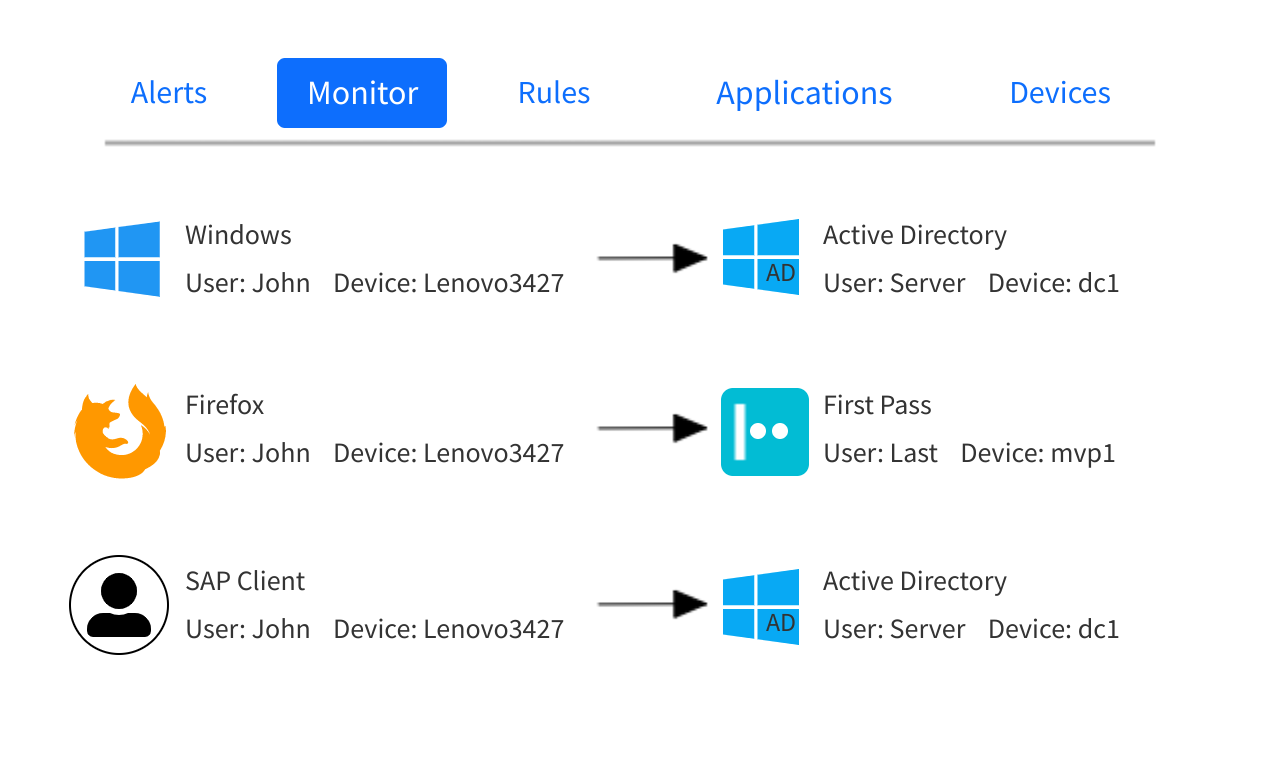 Alerts Monitor Rules Applications Devices
Windows Active Directory
User: John Device: Lenovo3427 AD User: Server Device: dc1
Firefox First Pass
User: John Device: Lenovo3427 User: Last Device: mvp1
SAP Client Active Directory
User: John Device: Lenovo3427 AD User: Server Device: dc1